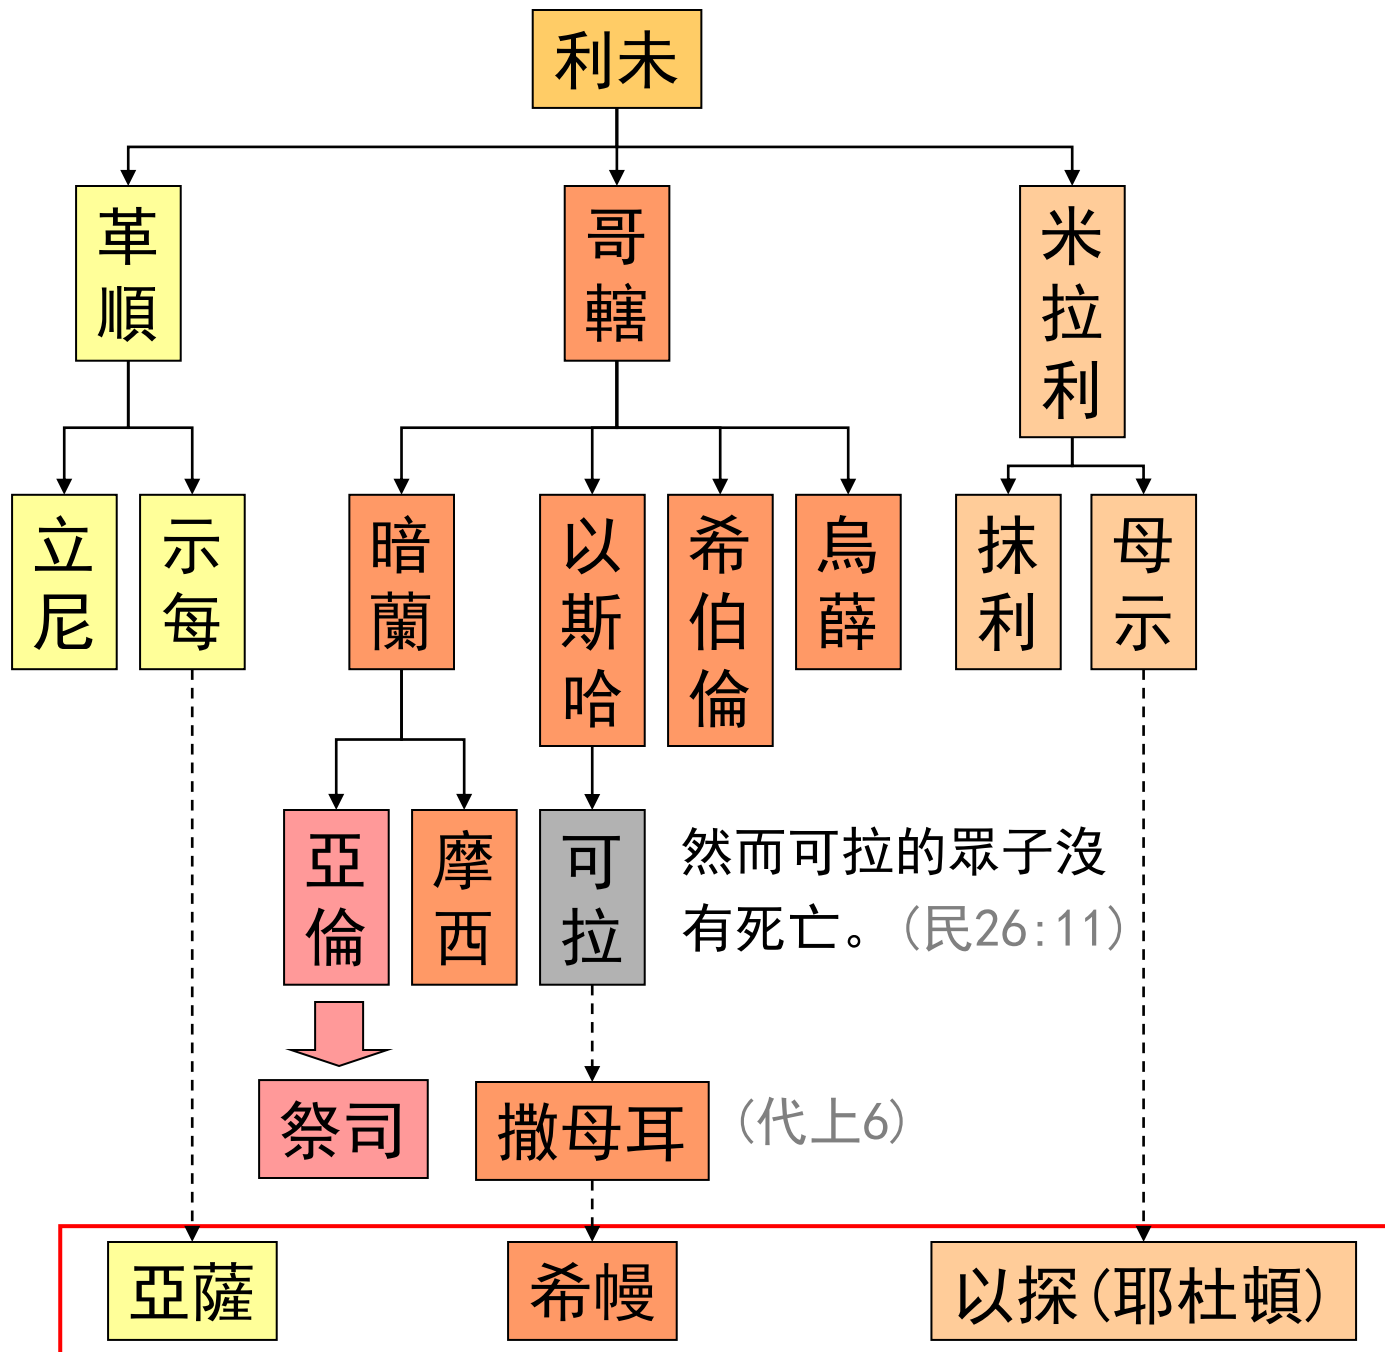 利未
革順
哥轄
米拉利
立尼
示每
暗蘭
以斯哈
希伯倫
烏薛
抹利
母示
亞倫
摩西
可拉
然而可拉的眾子沒
有死亡。(民26:11)
祭司
撒母耳
(代上6)
亞薩
希幔
以探(耶杜頓)